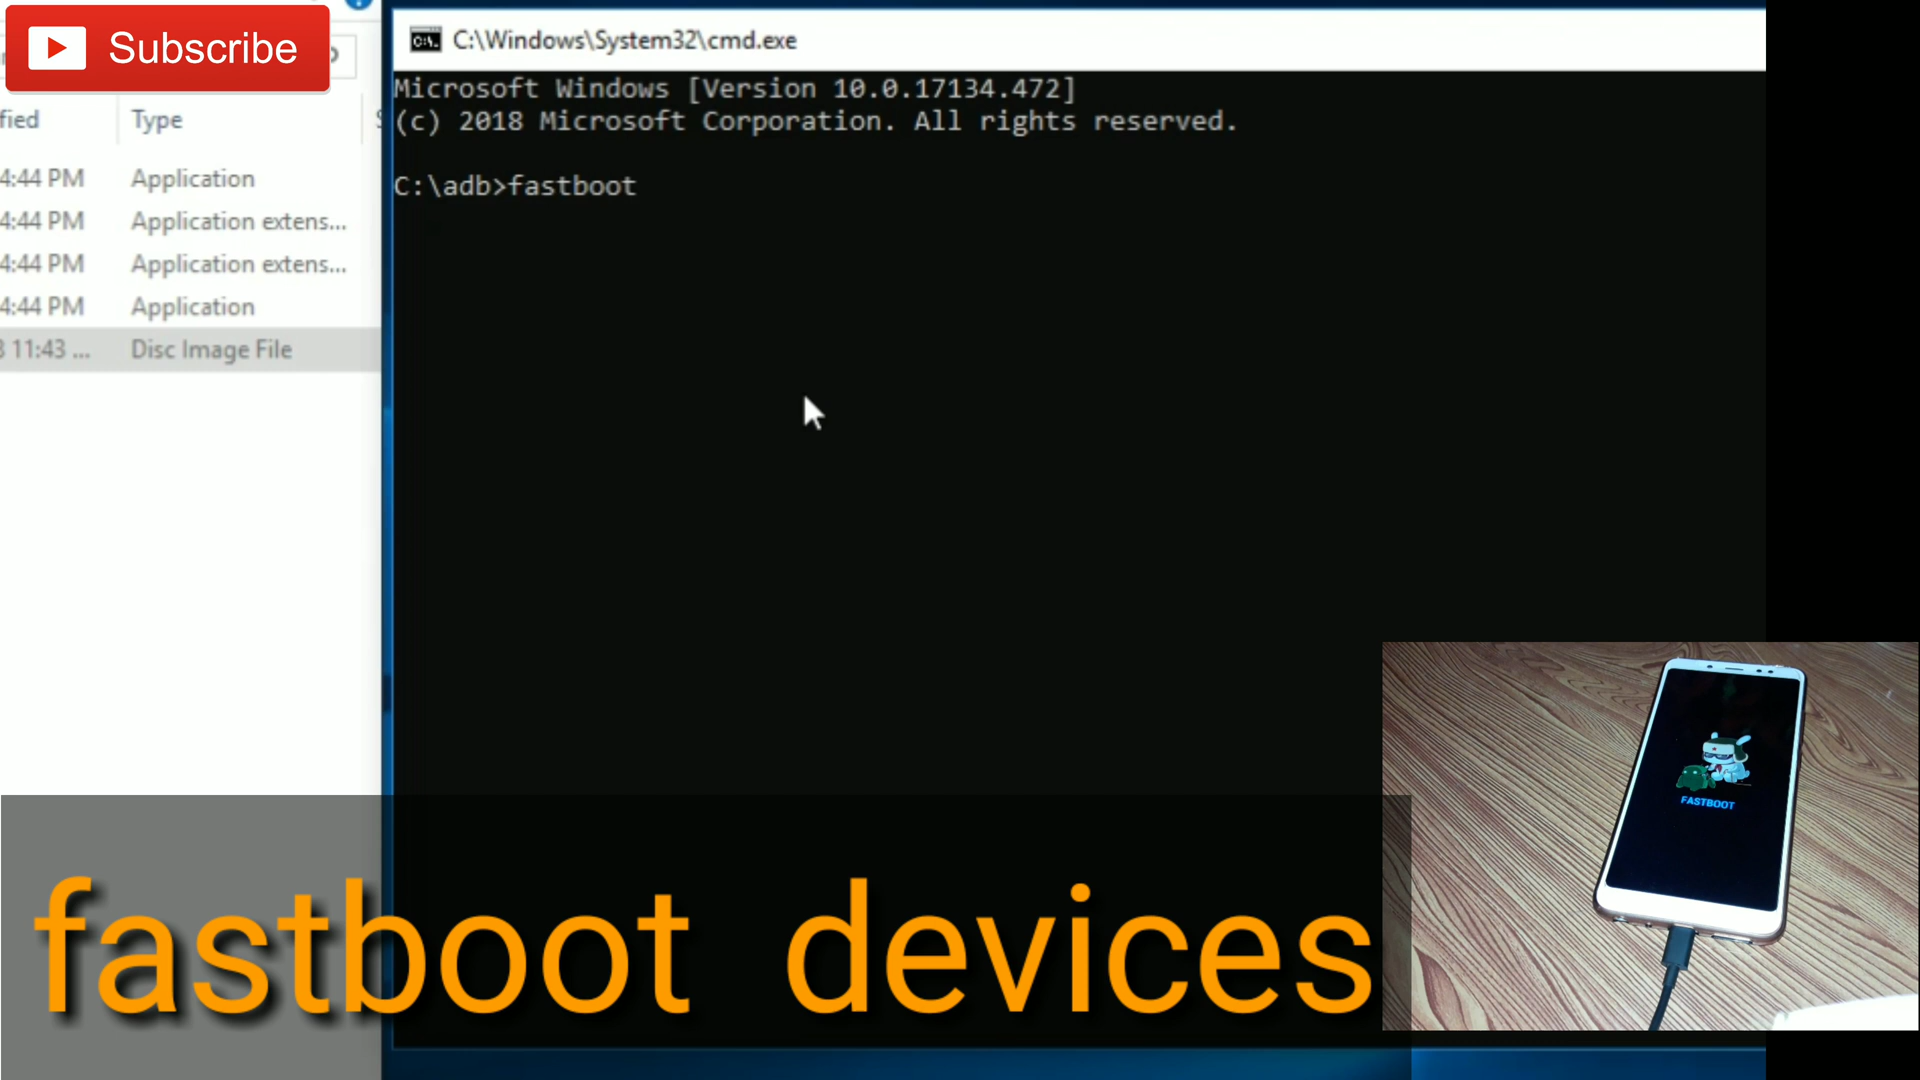 Subscribe
C:\Windows\System32\cmd.exe
Microsoft Windows [Version 10.0.17134.472]
(c) 2018 Microsoft Corporation. All rights reserved.
C:\adb>fastboot
fied Type
4:44 PM Application
4:44 PM Application extens...
4:44 PM Application extens...
4:44 PM Application
11:43 ... Disc Image File
FASTBOOT
fastboot devices